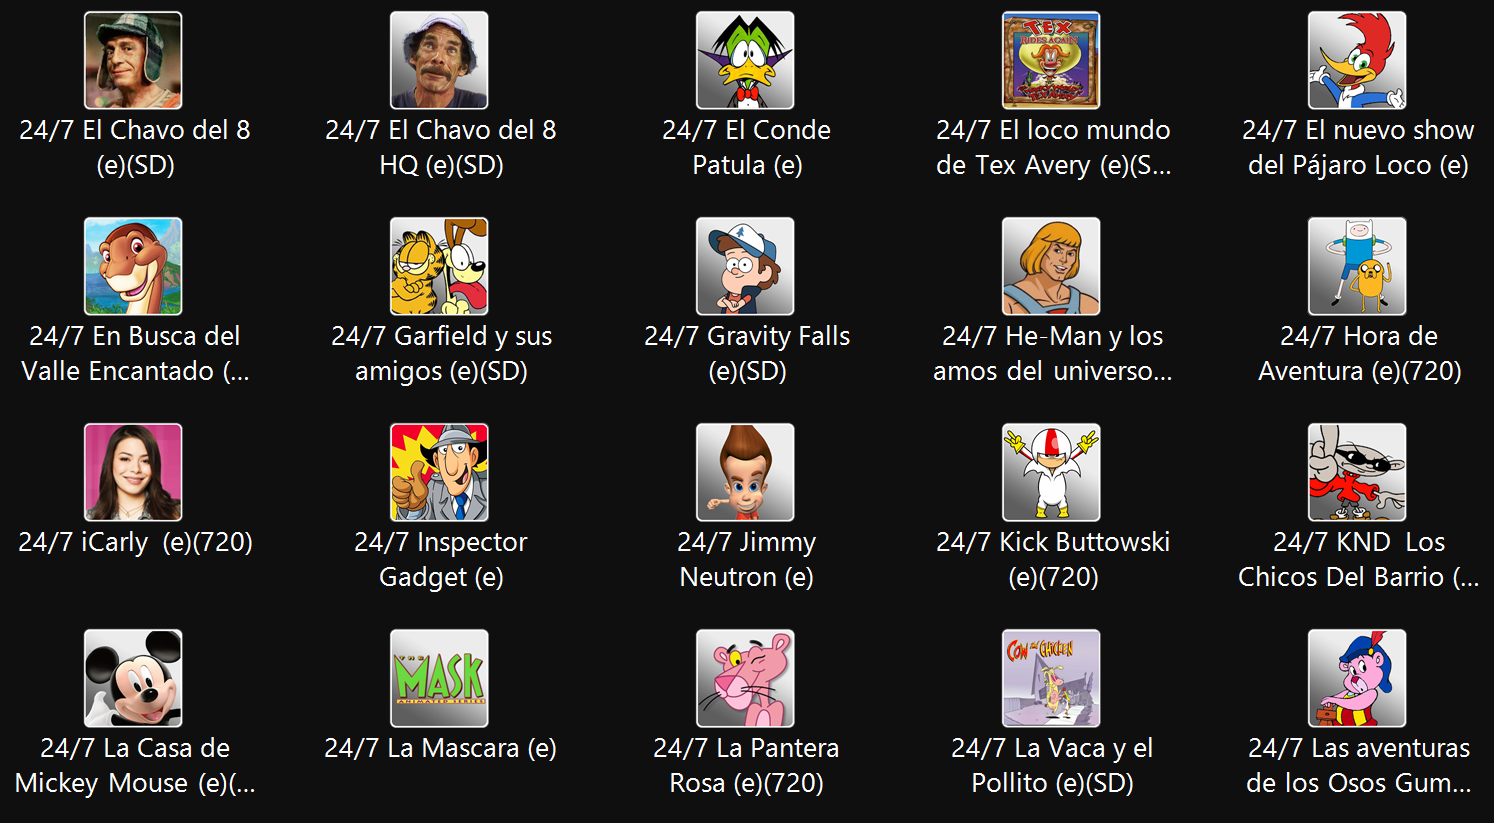 24/7 El Chavo del 8
(e)(SD)
24/7 El Chavo del 8
HQ (e)(SD)
24/7 El Conde
Patula (e)
TEX
RIDES AGAIN
24/7 El loco mundo
de Tex Avery (e)(S...
24/7 El nuevo show
del Pájaro Loco (e)
24/7 En Busca del
Valle Encantado (...
24/7 Garfield y sus
amigos (e)(SD)
24/7 Gravity Falls
(e)(SD)
24/7 He-Man y los
amos del universo...
24/7 Hora de
Aventura (e)(720)
24/7 iCarly  (e)(720)
24/7 Inspector
Gadget (e)
24/7 Jimmy
Neutron (e)
24/7 Kick Buttowski
(e)(720)
24/7 KND  Los
Chicos Del Barrio (...
24/7 La Casa de
Mickey Mouse (e)(...
THE
MASK
ANIMATED SERIES
24/7 La Mascara (e)
24/7 La Pantera
Rosa (e)(720)
COW AND CHICKEN
24/7 La Vaca y el
Pollito (e)(SD)
24/7 Las aventuras
de los Osos Gum...